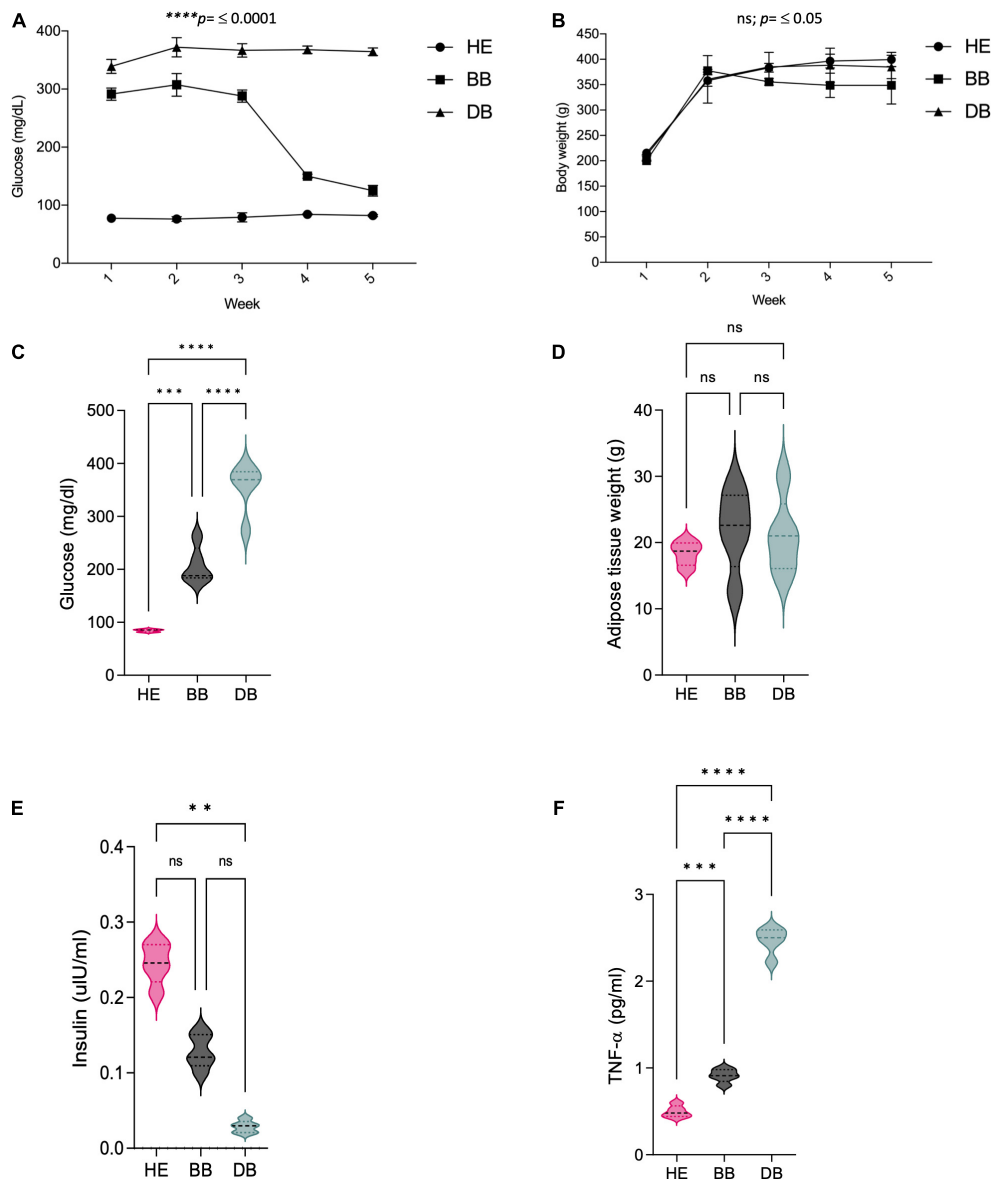 A
****p= ≤ 0.0001
400
300
200
100
0
Glucose (mg/dL)
1 2 3 4 5
Week
HE
BB
DB
B
ns; p= ≤ 0.05
450
400
350
300
250
200
150
100
50
0
Body weight (g)
1 2 3 4 5
Week
HE
BB
DB
C
****
*** ****
500
400
300
200
100
0
Glucose (mg/dl)
HE BB DB
D
ns
ns ns
40
30
20
10
0
Adipose tissue weight (g)
HE BB DB
E
**
ns ns
0.4
0.3
0.2
0.1
0.0
Insulin (uIU/ml)
HE BB DB
F
****
****
***
3
2
1
0
TNF-α (pg/ml)
HE BB DB